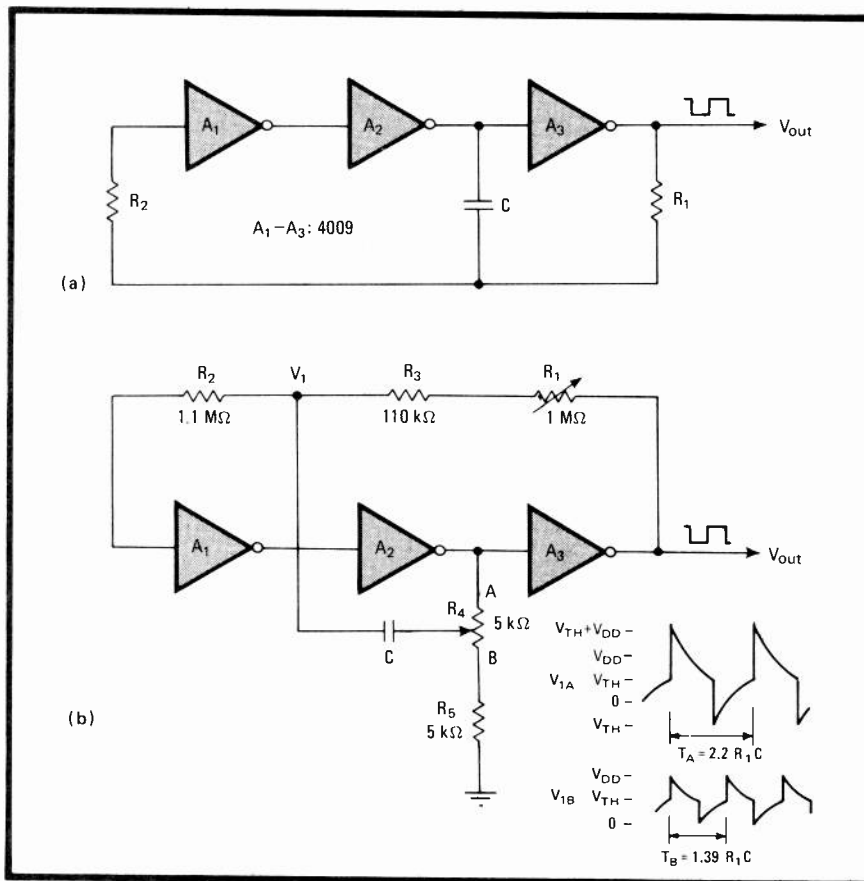 A1
A2
A3
Vout
R2
C
R1
A1–A3: 4009
(a)
R2
V1
R3
R1
1.1 MΩ
110 kΩ
1 MΩ
A1
A2
A3
Vout
A
R4
5 kΩ
C
B
R5
5 kΩ
(b)
VTH+VDD –
VDD –
V1A VTH –
0 –
VTH –
TA = 2.2 R1C
VDD –
V1B VTH –
0 –
TB = 1.39 R1C